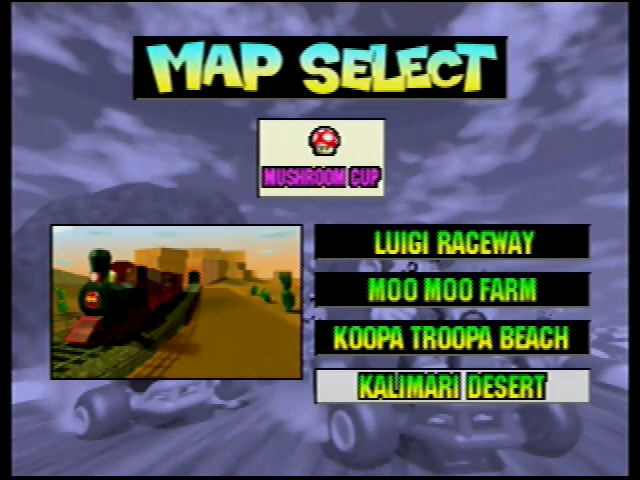 MAP SELECT
MUSHROOM CUP
LUIGI RACEWAY
MOO MOO FARM
KOOPA TROOPA BEACH
KALIMARI DESERT